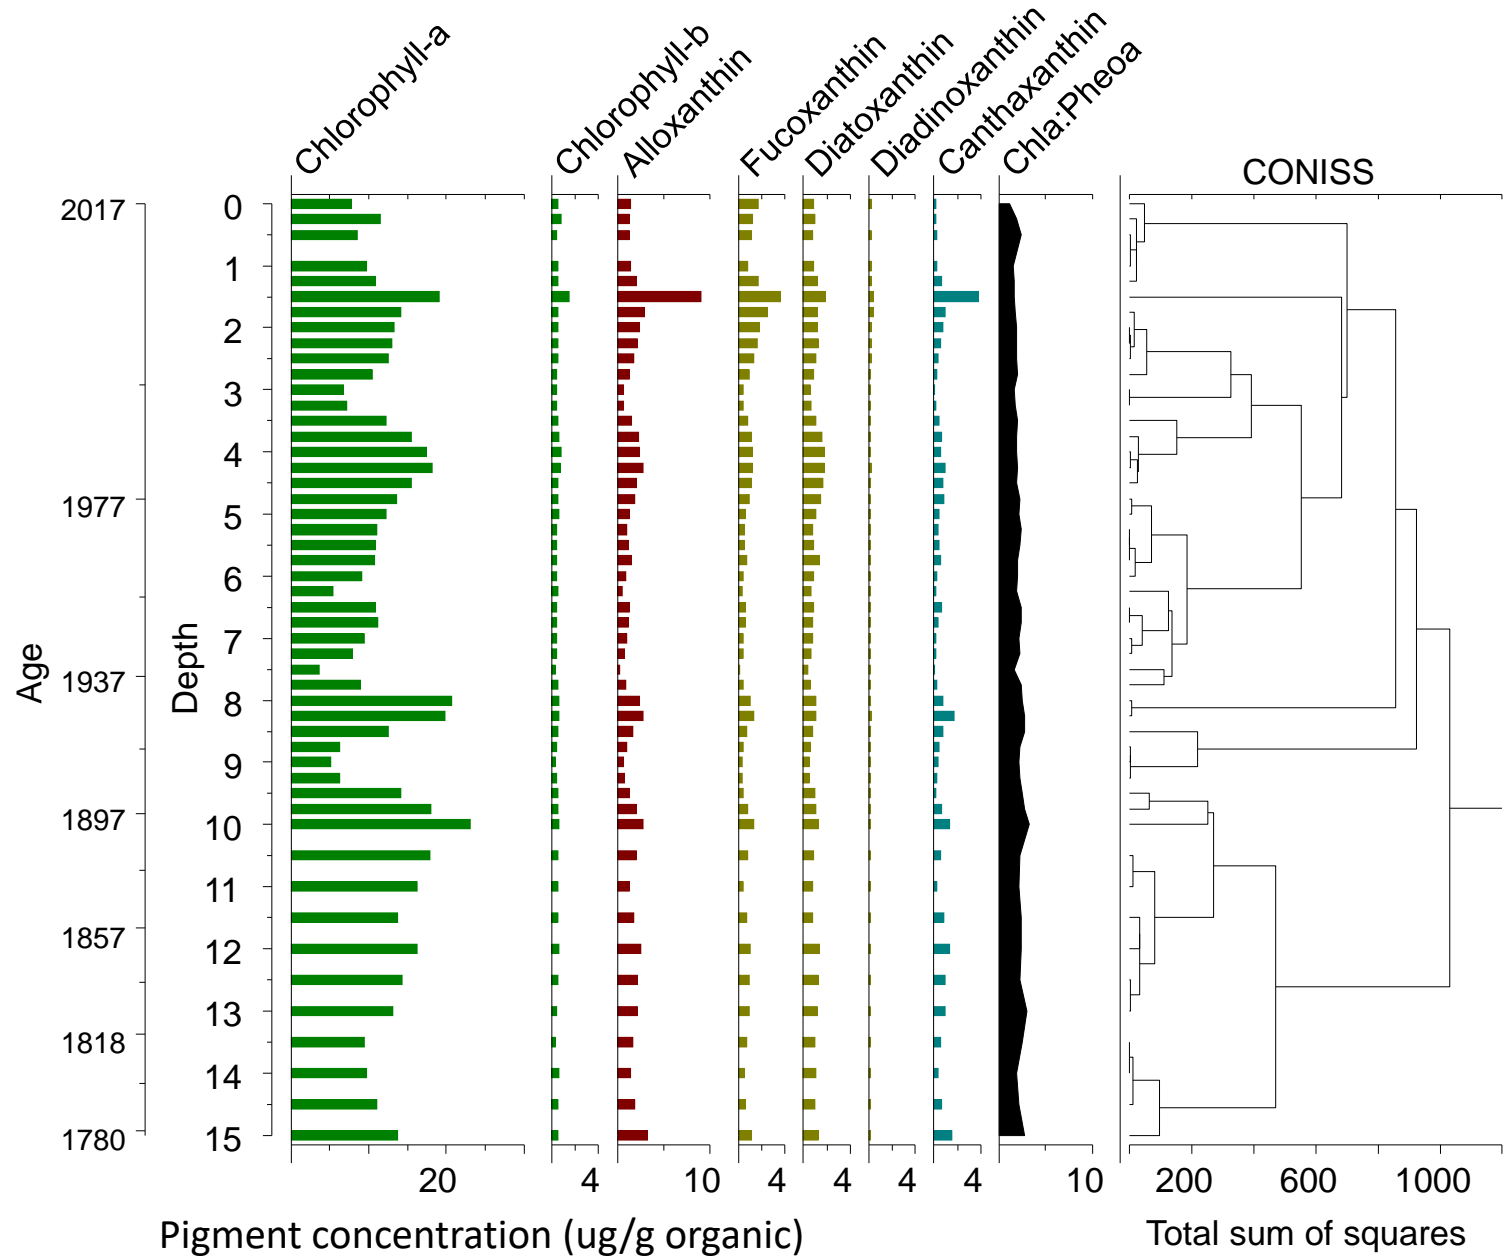 Chlorophyll-a
Chlorophyll-b
Alloxanthin
Fucoxanthin
Diatoxanthin
Diadinoxanthin
Canthaxanthin
Chla:Pheoa
CONISS
Age
2017
1977
1937
1897
1857
1818
1780
Depth
0
1
2
3
4
5
6
7
8
9
10
11
12
13
14
15
20 4 10 4 4 4 4 10 200 600 1000
Pigment concentration (ug/g organic)
Total sum of squares